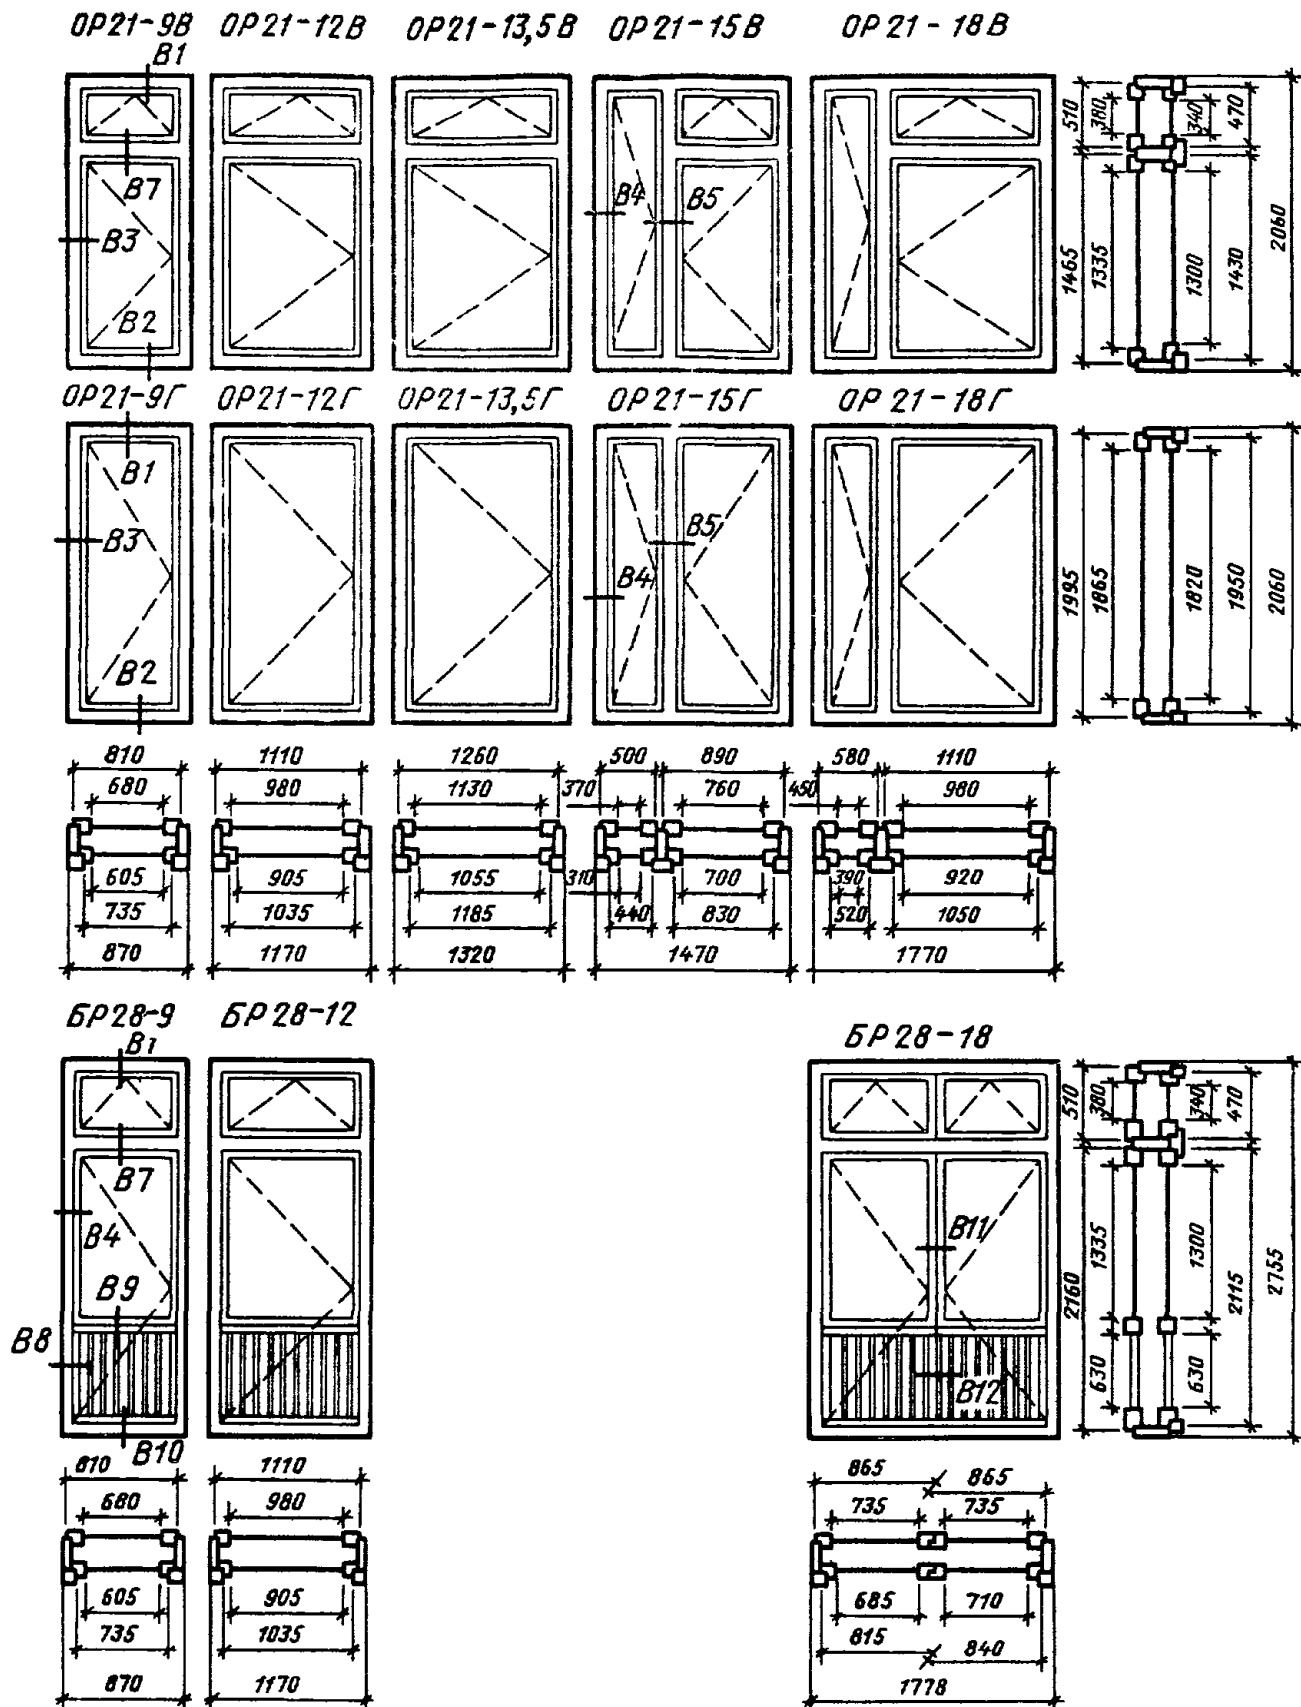 ОР21-9В ОР21-12В ОР21-13,5В ОР21-15В ОР21-18В
В1
В7
В3
В2
В4 В5
510 380 340 470
1465 1335 1300 1430 2060
ОР21-9Г ОР21-12Г ОР21-13,5Г ОР21-15Г ОР21-18Г
В1
В3
В2
В5
В4
1995 1865 1820 1950 2060
810 1110 1260 500 890 580 1110
680 980 1130 370 760 450 980
605 905 1055 310 700 390 920
735 1035 1185 440 830 520 1050
870 1170 1320 1470 1770
БР28-9 БР28-12 БР28-18
В1
В7
В4
В9
В8
В10
В11
В12
510 380 340 470
2160 1335 1300 2115 2755
630 630
810 1110 865 865
680 980 735 735
605 905 685 710
735 1035 815 840
870 1170 1778